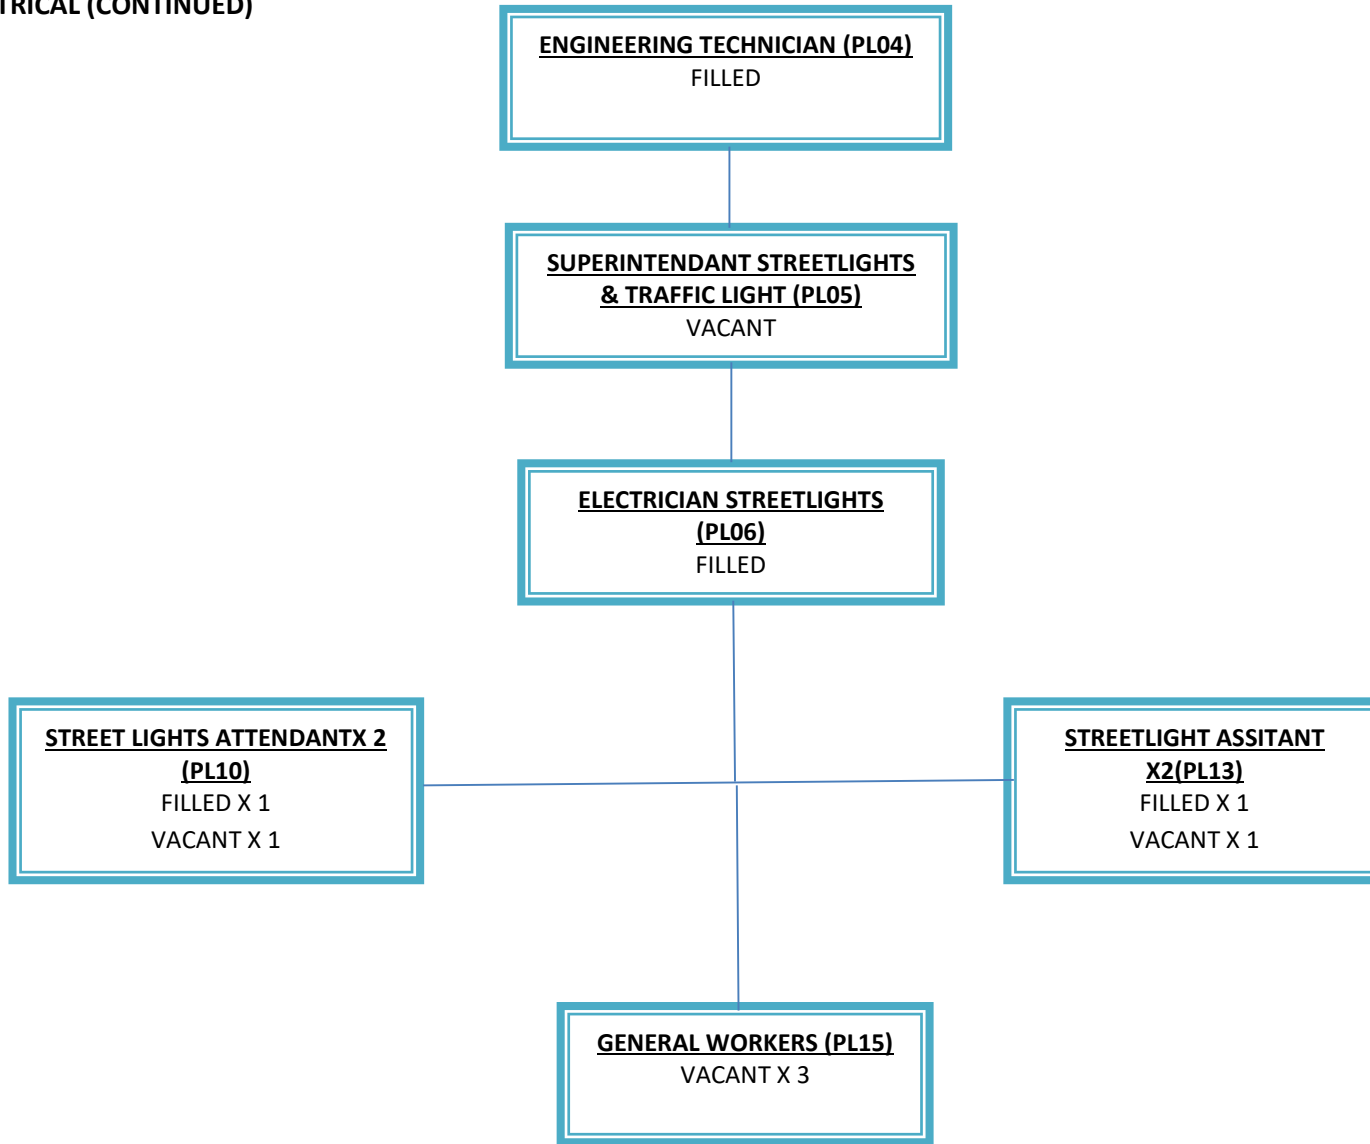 TRICAL (CONTINUED)
ENGINEERING TECHNICIAN (PL04)
FILLED
SUPERINTENDANT STREETLIGHTS
& TRAFFIC LIGHT (PL05)
VACANT
ELECTRICIAN STREETLIGHTS
(PL06)
FILLED
STREET LIGHTS ATTENDANTX 2
(PL10)
FILLED X 1
VACANT X 1
STREETLIGHT ASSITANT
X2(PL13)
FILLED X 1
VACANT X 1
GENERAL WORKERS (PL15)
VACANT X 3